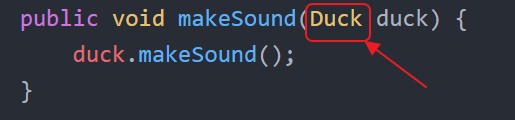 public void makeSound(Duck duck) {
    duck.makeSound();
}